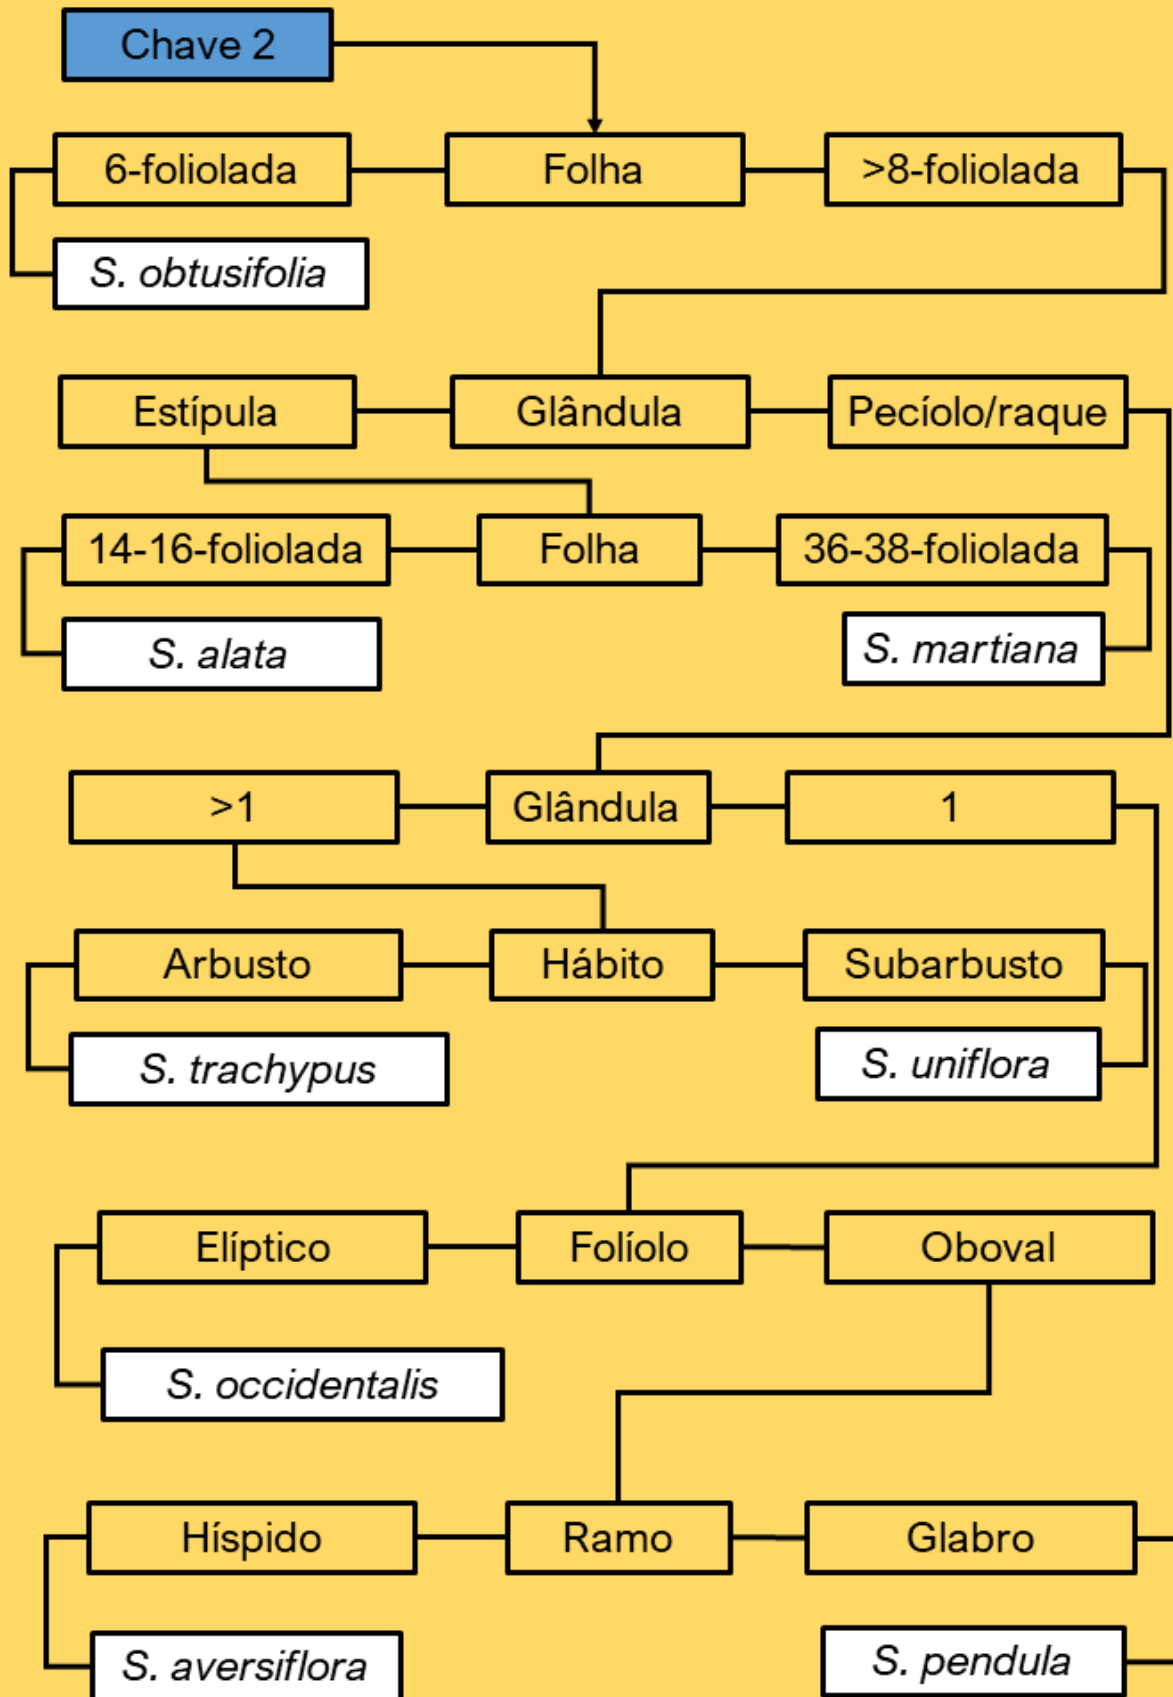 Chave 2
6-foliolada
Folha
>8-foliolada
S. obtusifolia
Estípula
Glândula
Pecíolo/raque
14-16-foliolada
Folha
36-38-foliolada
S. alata
S. martiana
>1
Glândula
1
Arbusto
Hábito
Subarbusto
S. trachypus
S. uniflora
Elíptico
Folíolo
Oboval
S. occidentalis
Híspido
Ramo
Glabro
S. aversiflora
S. pendula